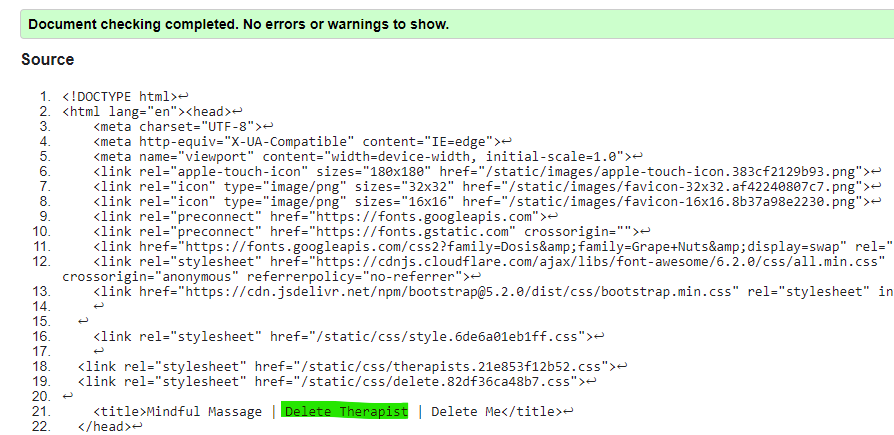 Document checking completed. No errors or warnings to show.
Source
1. <!DOCTYPE html>↩
2. <html lang="en"><head>↩
3. <meta charset="UTF-8">↩
4. <meta http-equiv="X-UA-Compatible" content="IE=edge">↩
5. <meta name="viewport" content="width=device-width, initial-scale=1.0">↩
6. <link rel="apple-touch-icon" sizes="180x180" href="/static/images/apple-touch-icon.383cf2129b93.png">↩
7. <link rel="icon" type="image/png" sizes="32x32" href="/static/images/favicon-32x32.af42240807c7.png">↩
8. <link rel="icon" type="image/png" sizes="16x16" href="/static/images/favicon-16x16.8b37a98e2230.png">↩
9. <link rel="preconnect" href="https://fonts.googleapis.com">↩
10. <link rel="preconnect" href="https://fonts.gstatic.com" crossorigin="">↩
11. <link href="https://fonts.googleapis.com/css2?family=Dosis&amp;family=Grape+Nuts&amp;display=swap" rel="
12. <link rel="stylesheet" href="https://cdnjs.cloudflare.com/ajax/libs/font-awesome/6.2.0/css/all.min.css"
crossorigin="anonymous" referrerpolicy="no-referrer">↩
13. <link href="https://cdn.jsdelivr.net/npm/bootstrap@5.2.0/dist/css/bootstrap.min.css" rel="stylesheet" in
14. ↩
15. ↩
16. <link rel="stylesheet" href="/static/css/style.6de6a01eb1ff.css">↩
17. ↩
18. <link rel="stylesheet" href="/static/css/therapists.21e853f12b52.css">↩
19. <link rel="stylesheet" href="/static/css/delete.82df36ca48b7.css">↩
20. ↩
21. <title>Mindful Massage | Delete Therapist | Delete Me</title>↩
22. </head>↩